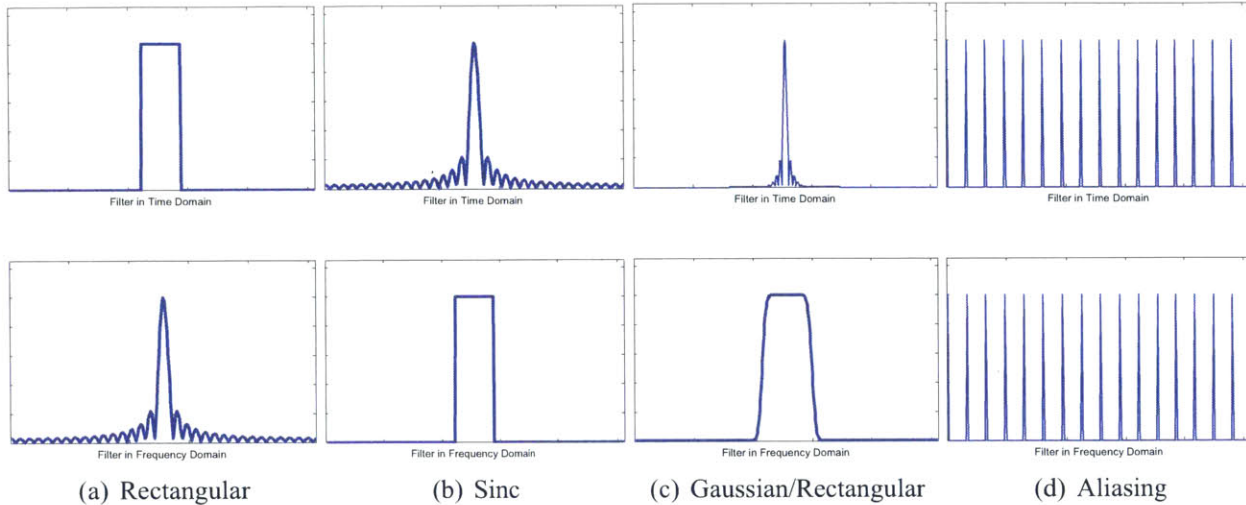 Filter in Time Domain
Filter in Time Domain
Filter in Time Domain
Filter in Time Domain
Filter in Frequency Domain
Filter in Frequency Domain
Filter in Frequency Domain
Filter in Frequency Domain
(a) Rectangular
(b) Sinc
(c) Gaussian/Rectangular
(d) Aliasing